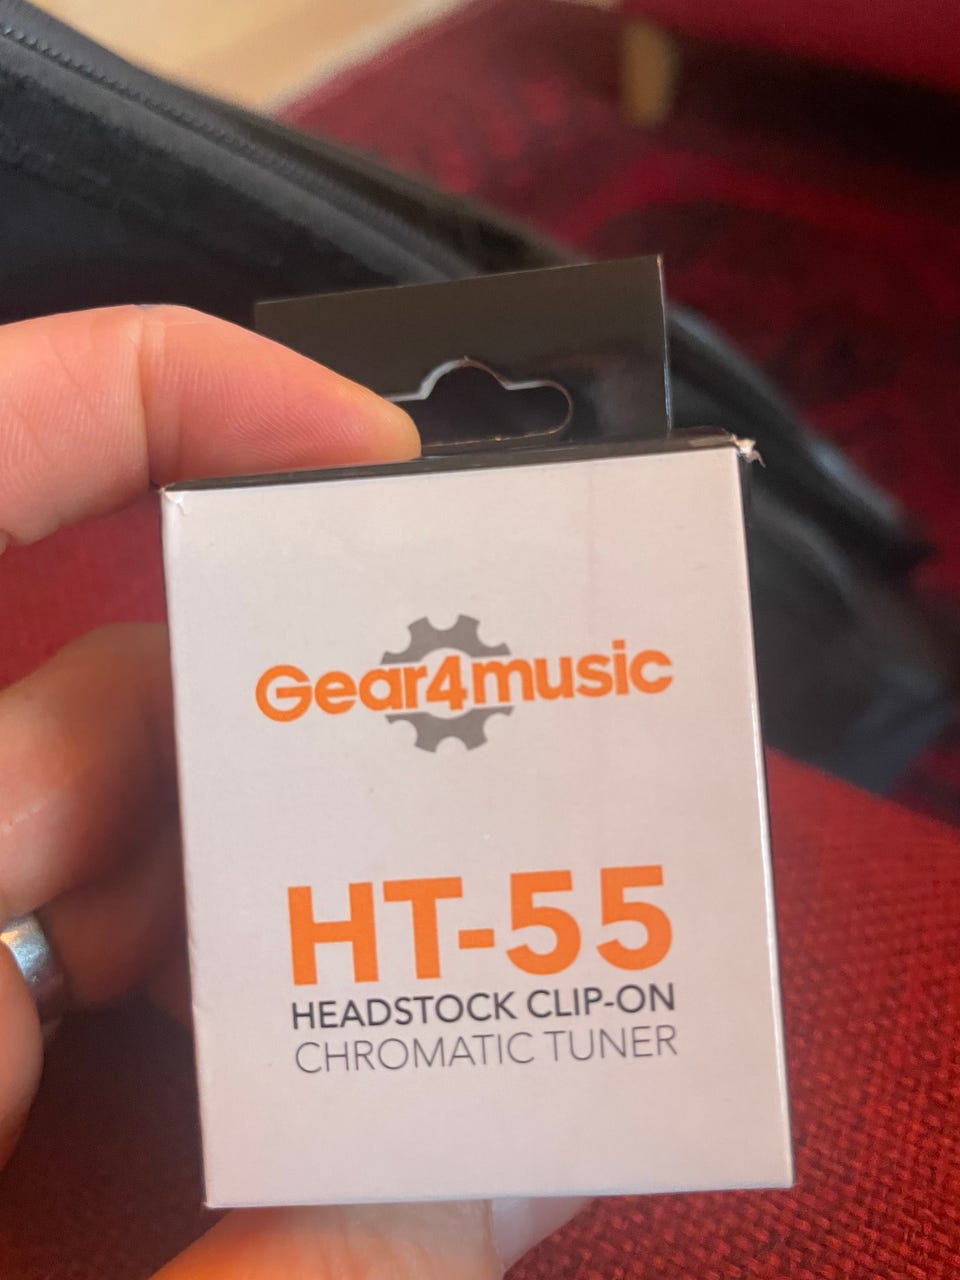 Gear4music
HT-55
HEADSTOCK CLIP-ON
CHROMATIC TUNER